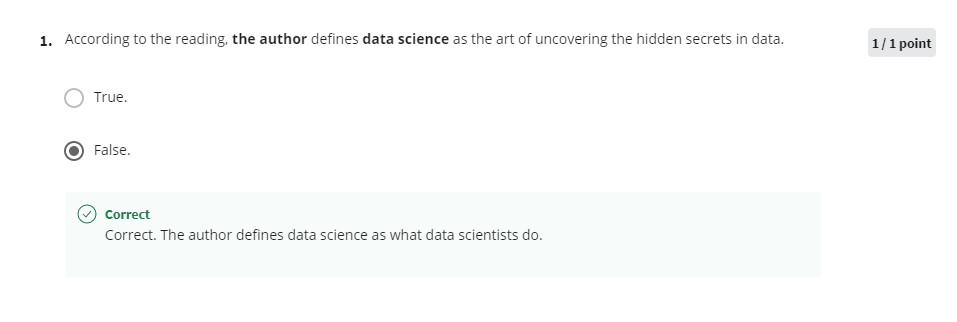 1. According to the reading, the author defines data science as the art of uncovering the hidden secrets in data.
1 / 1 point
True.
False.
Correct
Correct. The author defines data science as what data scientists do.